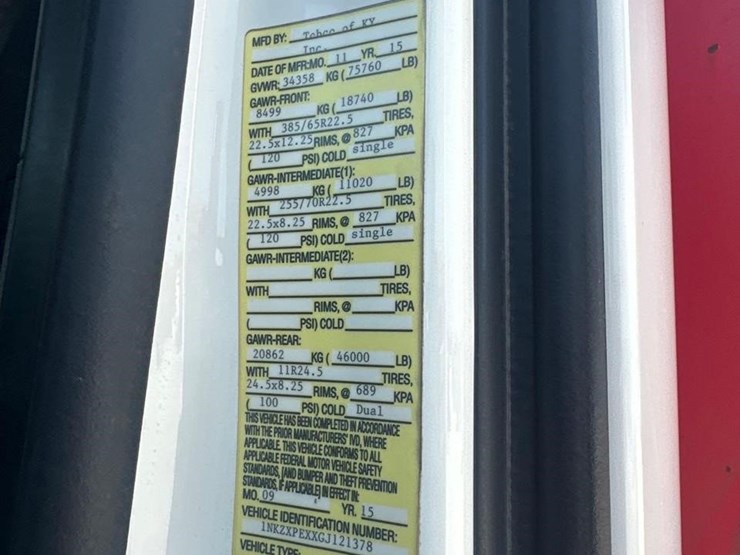 MFD BY: Tobco of KY
Inc.
DATE OF MFR:MO. 11 YR. 15
GVWR: 34358 KG ( 75760 LB)
GAWR-FRONT:
8499 KG ( 18740 LB)
WITH 385/65R22.5 TIRES,
22.5x12.25 RIMS, @ 827 KPA
( 120 PSI) COLD single
GAWR-INTERMEDIATE(1):
4998 KG ( 11020 LB)
WITH 255/70R22.5 TIRES,
22.5x8.25 RIMS, @ 827 KPA
( 120 PSI) COLD single
GAWR-INTERMEDIATE(2):
KG ( LB)
WITH TIRES,
RIMS, @ KPA
( PSI) COLD
GAWR-REAR:
20862 KG ( 46000 LB)
WITH 11R24.5 TIRES,
24.5x8.25 RIMS, @ 689 KPA
( 100 PSI) COLD Dual
THIS VEHICLE HAS BEEN COMPLETED IN ACCORDANCE
WITH THE PRIOR MANUFACTURERS' IVD, WHERE
APPLICABLE. THIS VEHICLE CONFORMS TO ALL
APPLICABLE FEDERAL MOTOR VEHICLE SAFETY
STANDARDS, [AND BUMPER AND THEFT PREVENTION
STANDARDS, IF APPLICABLE] IN EFFECT IN:
MO. 09 YR. 15
VEHICLE IDENTIFICATION NUMBER:
1NKZXPEXXGJ121378
VEHICLE TYPE: